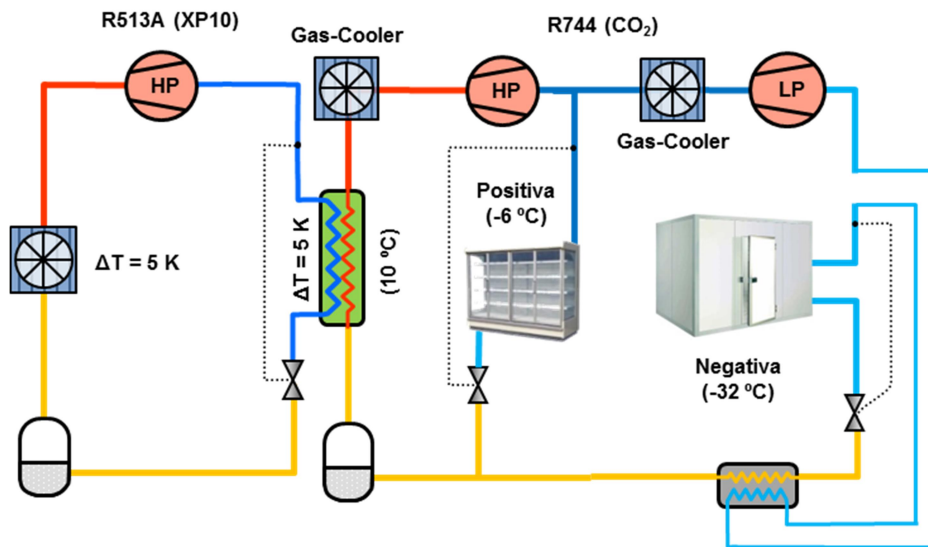 R513A (XP10)
Gas-Cooler
R744 (CO₂)
HP
HP
LP
Gas-Cooler
Positiva
(-6 ºC)
ΔT = 5 K
ΔT = 5 K
(10 ºC)
Negativa
(-32 ºC)